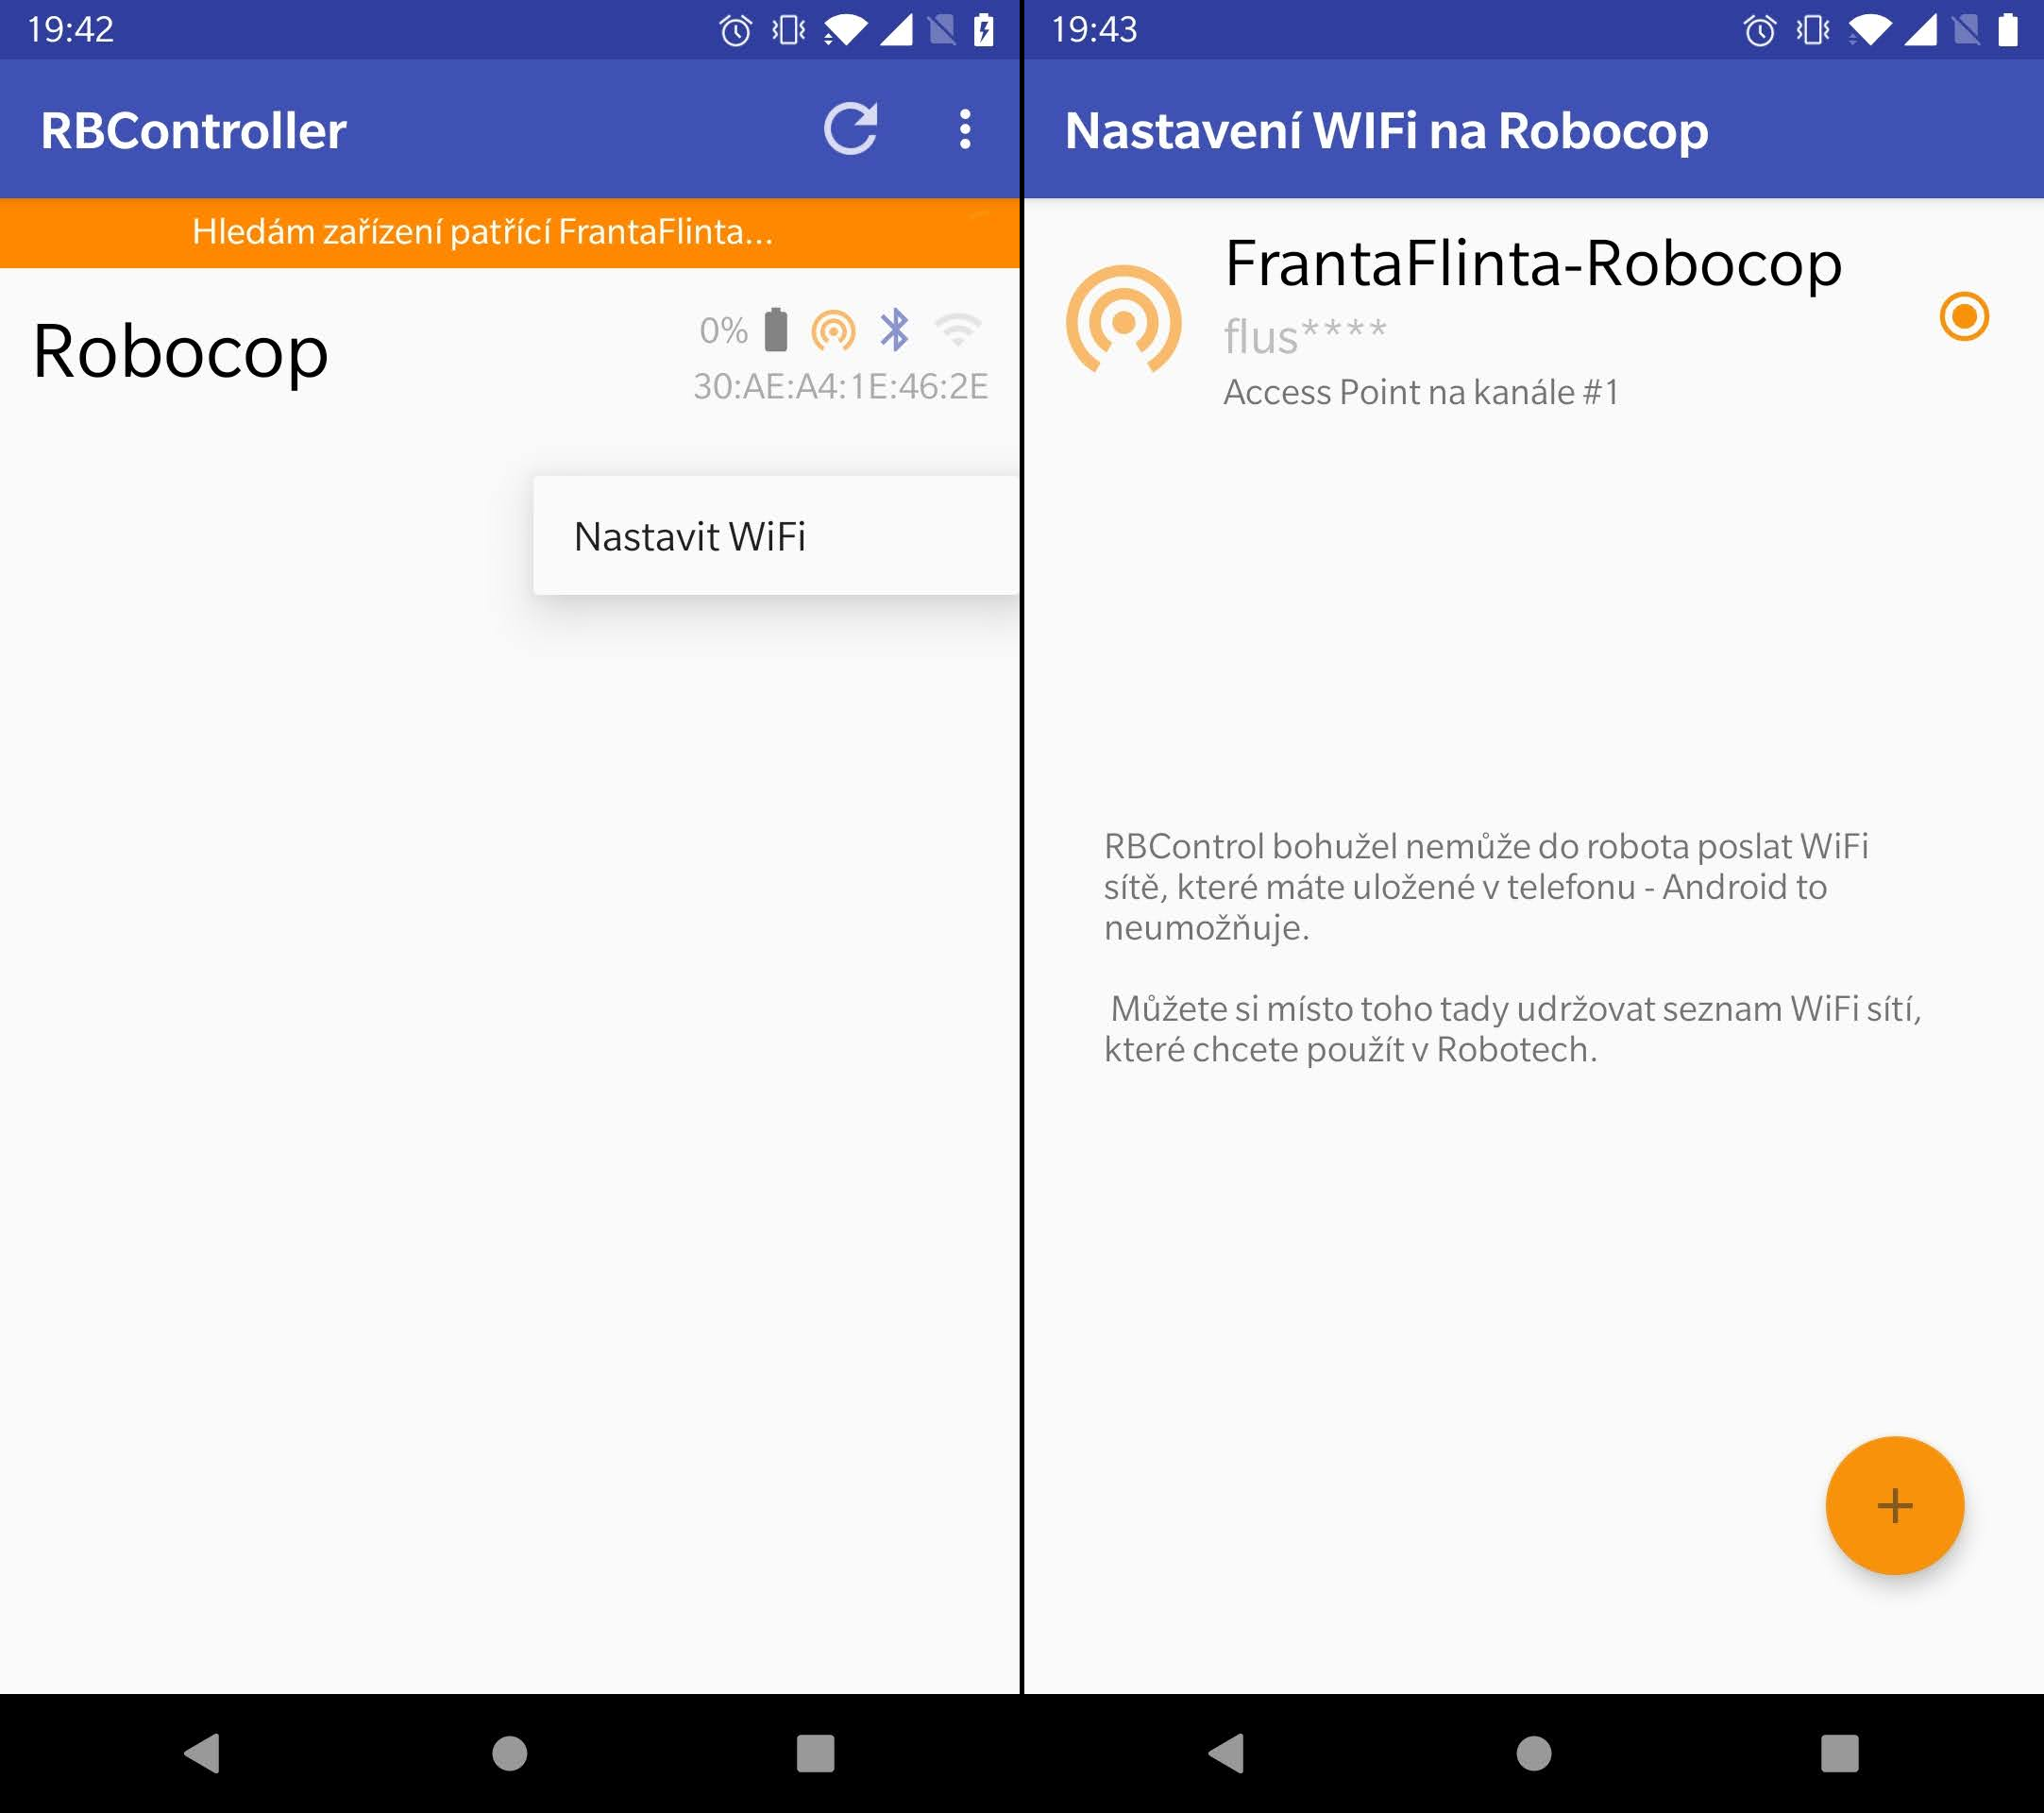 19:42
RBController
Hledám zařízení patřící FrantaFlinta...
Robocop
0%
30:AE:A4:1E:46:2E
Nastavit WiFi
19:43
Nastavení WIFi na Robocop
FrantaFlinta-Robocop
flus****
Access Point na kanále #1
RBControl bohužel nemůže do robota poslat WiFi
sítě, které máte uložené v telefonu - Android to
neumožňuje.
Můžete si místo toho tady udržovat seznam WiFi sítí,
které chcete použít v Robotech.